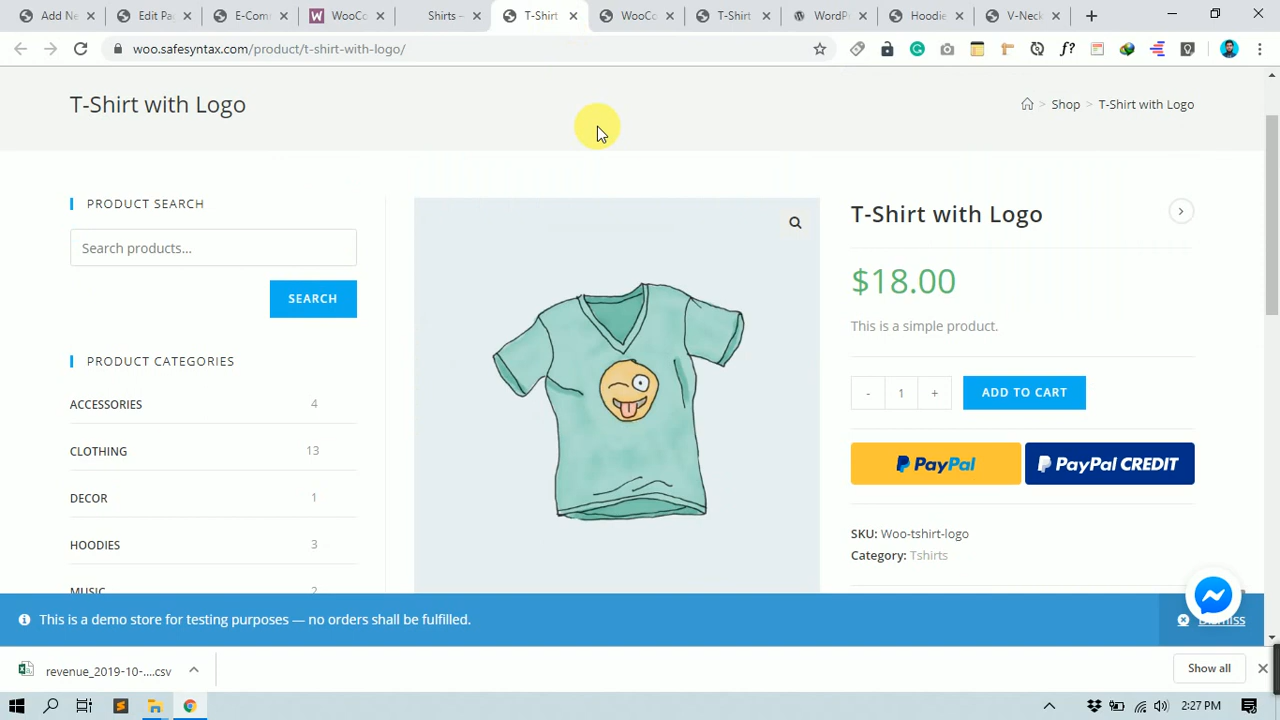 Add Ne
Edit Pa
E-Com
WooCo
Shirts –
T-Shirt
WooCo
T-Shirt
WordP
Hoodie
V-Neck
woo.safesyntax.com/product/t-shirt-with-logo/
T-Shirt with Logo
> Shop > T-Shirt with Logo
PRODUCT SEARCH
Search products…
SEARCH
PRODUCT CATEGORIES
ACCESSORIES 4
CLOTHING 13
DECOR 1
HOODIES 3
MUSIC 2
T-Shirt with Logo
$18.00
This is a simple product.
- 1 +
ADD TO CART
PayPal
PayPal CREDIT
SKU: Woo-tshirt-logo
Category: Tshirts
This is a demo store for testing purposes — no orders shall be fulfilled.
Dismiss
revenue_2019-10-....csv
Show all
2:27 PM